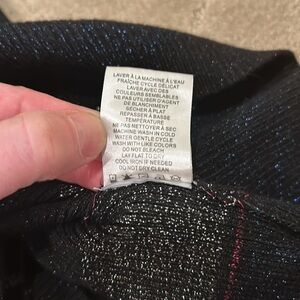 LAVER À LA MACHINE À L'EAU
FRAÎCHE CYCLE DÉLICAT
LAVER AVEC DES
COULEURS SEMBLABLES
NE PAS UTILISER D'AGENT
DE BLANCHIMENT
SÉCHER À PLAT
REPASSER À BASSE
TEMPÉRATURE
NE PAS NETTOYER À SEC
MACHINE WASH IN COLD
WATER GENTLE CYCLE
WASH WITH LIKE COLORS
DO NOT BLEACH
LAY FLAT TO DRY
COOL IRON IF NEEDED
DO NOT DRY CLEAN